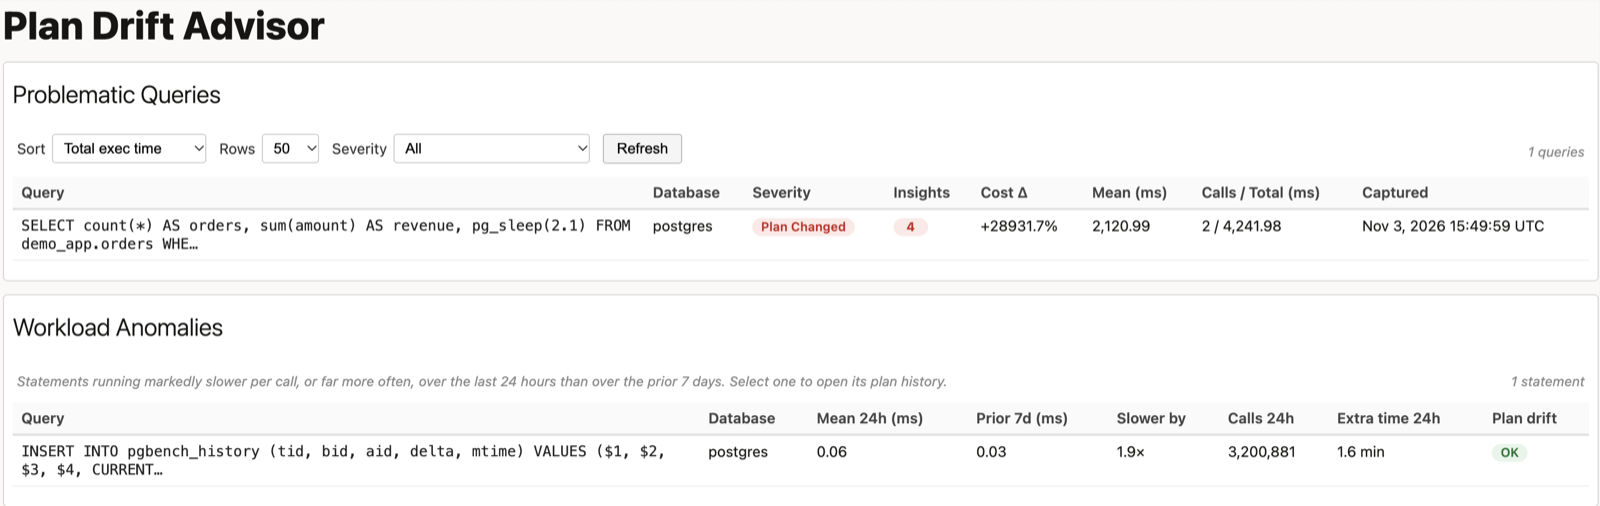 Plan Drift Advisor
Problematic Queries
Sort Total exec time Rows 50 Severity All Refresh 1 queries
Query Database Severity Insights Cost Δ Mean (ms) Calls / Total (ms) Captured
SELECT count(*) AS orders, sum(amount) AS revenue, pg_sleep(2.1) FROM postgres Plan Changed 4 +28931.7% 2,120.99 2 / 4,241.98 Nov 3, 2026 15:49:59 UTC
demo_app.orders WHE…
Workload Anomalies
Statements running markedly slower per call, or far more often, over the last 24 hours than over the prior 7 days. Select one to open its plan history. 1 statement
Query Database Mean 24h (ms) Prior 7d (ms) Slower by Calls 24h Extra time 24h Plan drift
INSERT INTO pgbench_history (tid, bid, aid, delta, mtime) VALUES ($1, $2, postgres 0.06 0.03 1.9× 3,200,881 1.6 min OK
$3, $4, CURRENT…